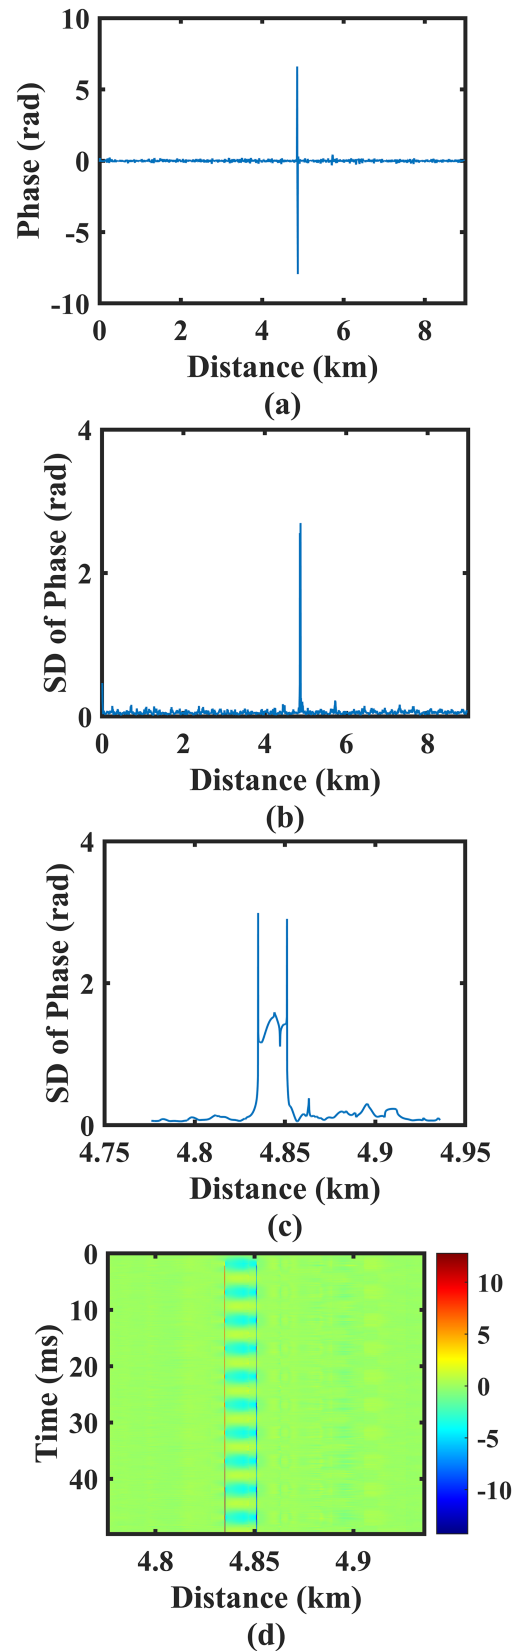 10
5
0
-5
-10
Phase (rad)
0 2 4 6 8
Distance (km)
(a)
4
2
0
SD of Phase (rad)
0 2 4 6 8
Distance (km)
(b)
4
2
0
SD of Phase (rad)
4.75 4.8 4.85 4.9 4.95
Distance (km)
(c)
0
10
20
30
40
Time (ms)
10
5
0
-5
-10
4.8 4.85 4.9
Distance (km)
(d)